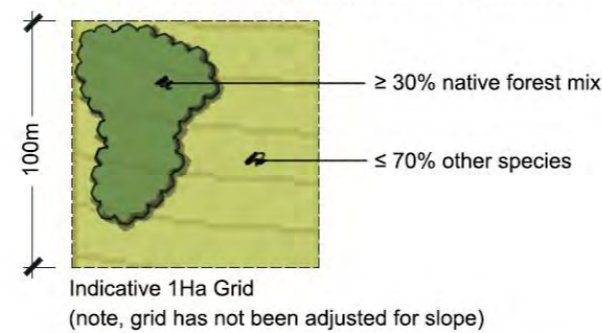 ≥ 30% native forest mix
100m
≤ 70% other species
Indicative 1Ha Grid
(note, grid has not been adjusted for slope)